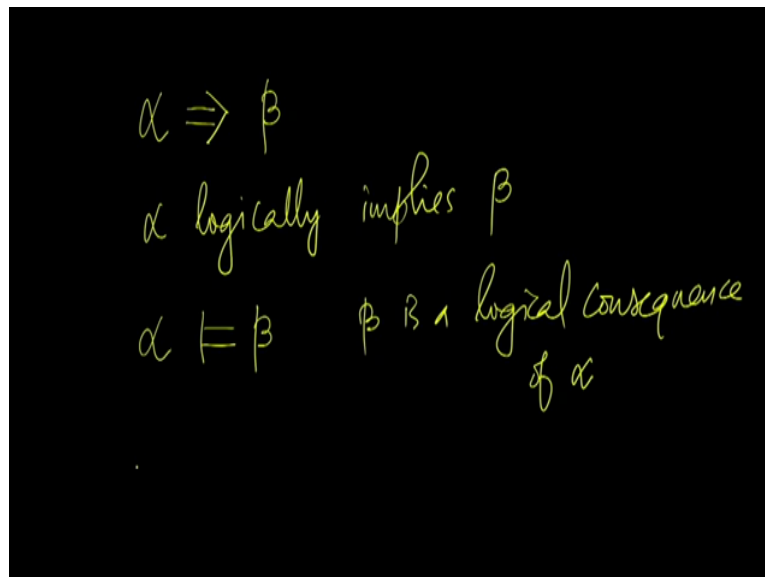 α ⇒ β
α logically implies β
α ⊨ β β is a logical consequence
of α